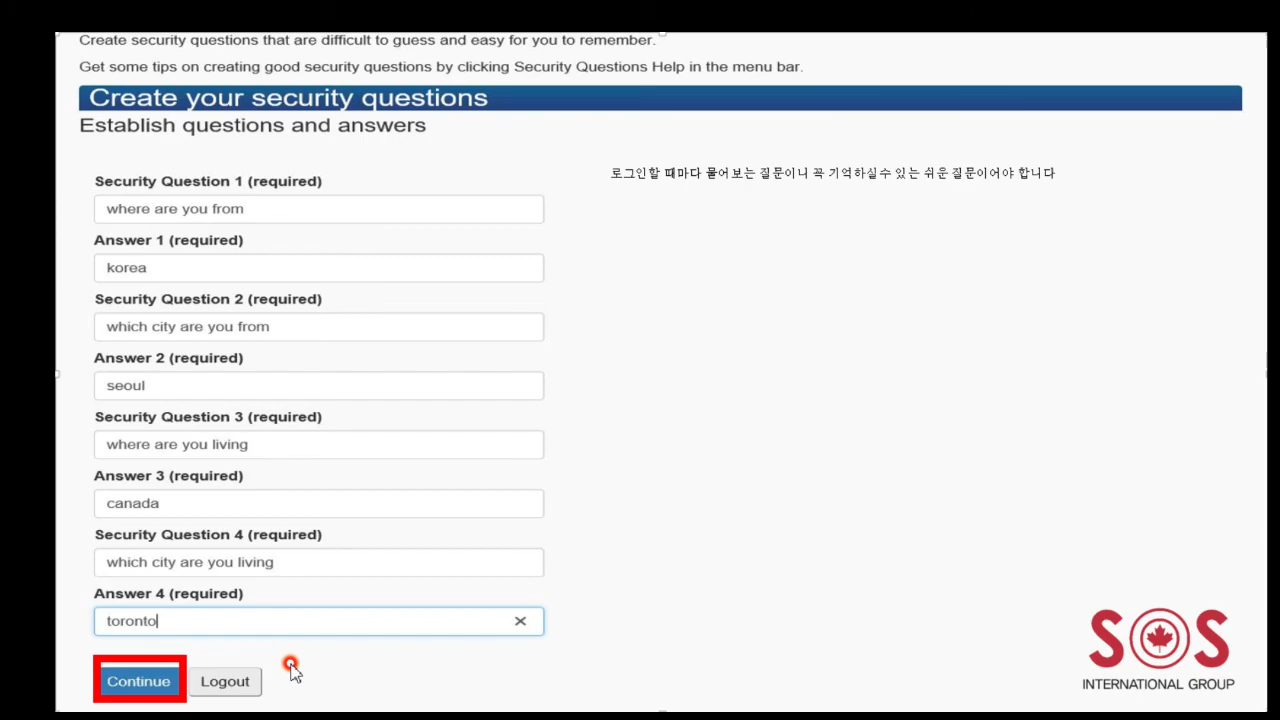 Create security questions that are difficult to guess and easy for you to remember.
Get some tips on creating good security questions by clicking Security Questions Help in the menu bar.
Create your security questions
Establish questions and answers
로그인할 때마다 물어보는 질문이니 꼭 기억하실수 있는 쉬운 질문이어야 합니다
Security Question 1 (required)
where are you from
Answer 1 (required)
korea
Security Question 2 (required)
which city are you from
Answer 2 (required)
seoul
Security Question 3 (required)
where are you living
Answer 3 (required)
canada
Security Question 4 (required)
which city are you living
Answer 4 (required)
toronto
Continue Logout
SOS
INTERNATIONAL GROUP